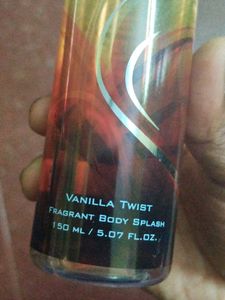 VANILLA TWIST
FRAGRANT BODY SPLASH
150 ML / 5.07 FL.OZ.